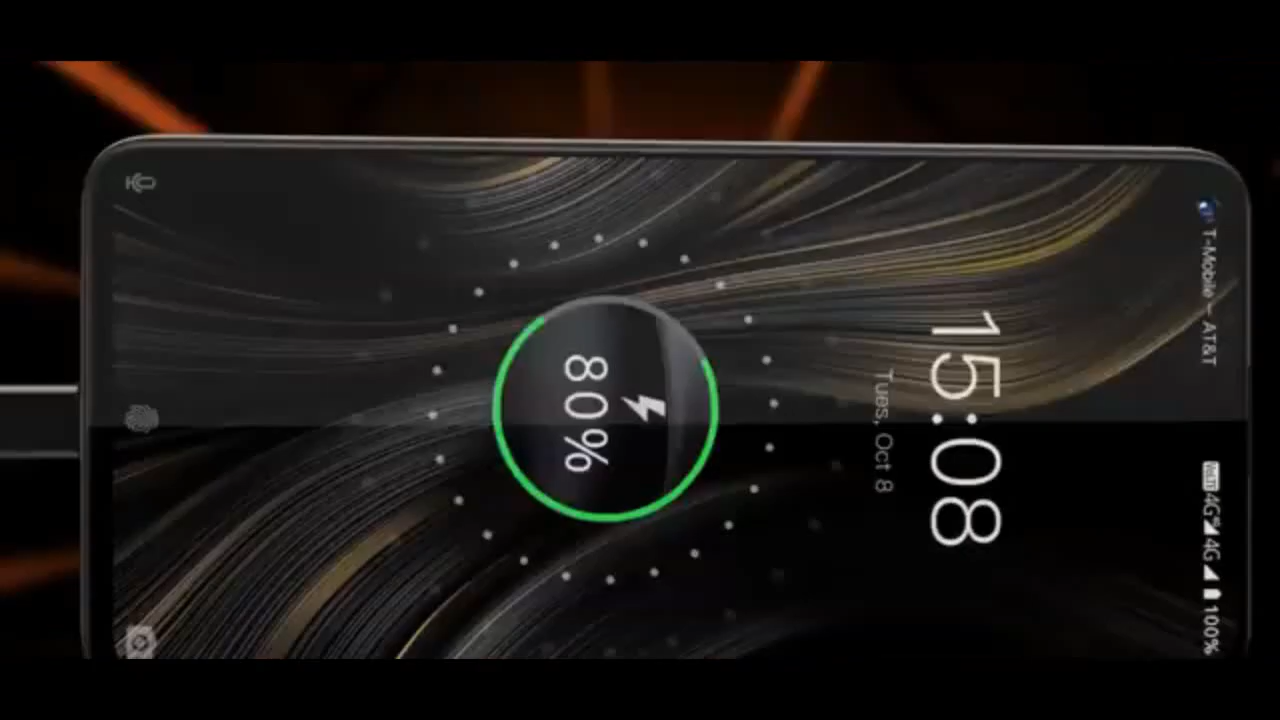 T-Mobile — AT&T
4G 4G 100%
15:08
Tues, Oct 8
80%